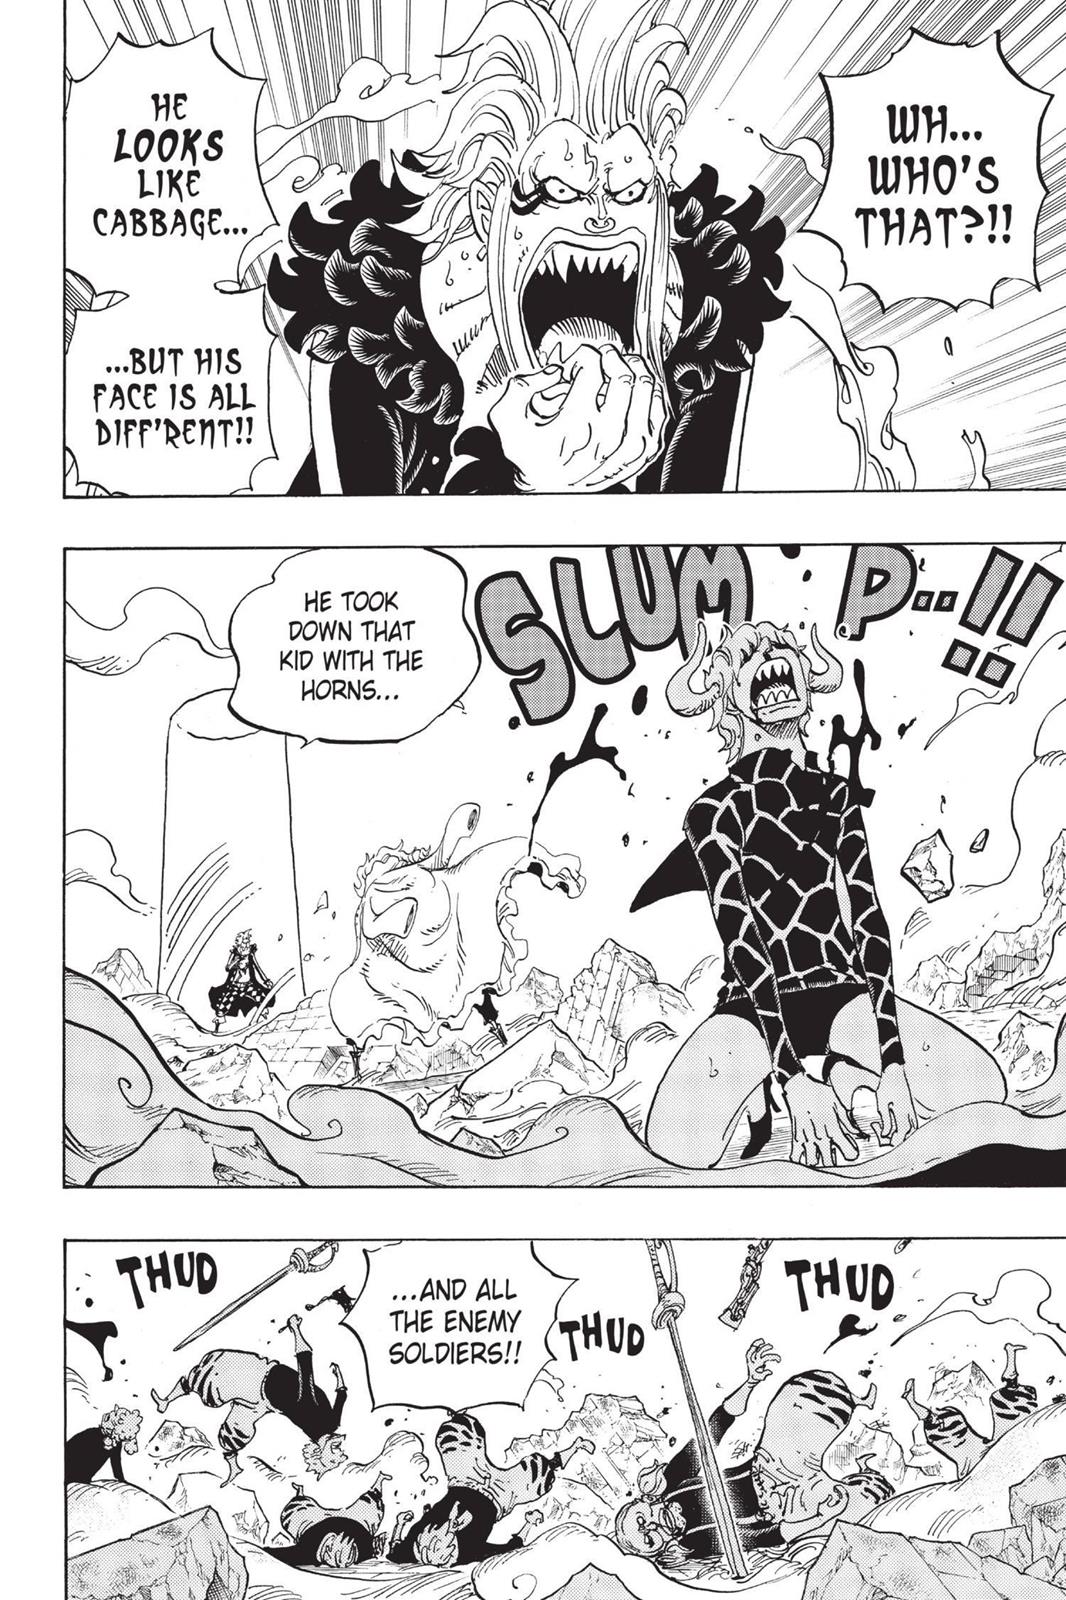 WH...
WHO'S
THAT?!!
HE
LOOKS
LIKE
CABBAGE...
...BUT HIS
FACE IS ALL
DIFF'RENT!!
SLUMP...!!
HE TOOK
DOWN THAT
KID WITH THE
HORNS...
THUD
...AND ALL
THE ENEMY
SOLDIERS!!
THUD
THUD